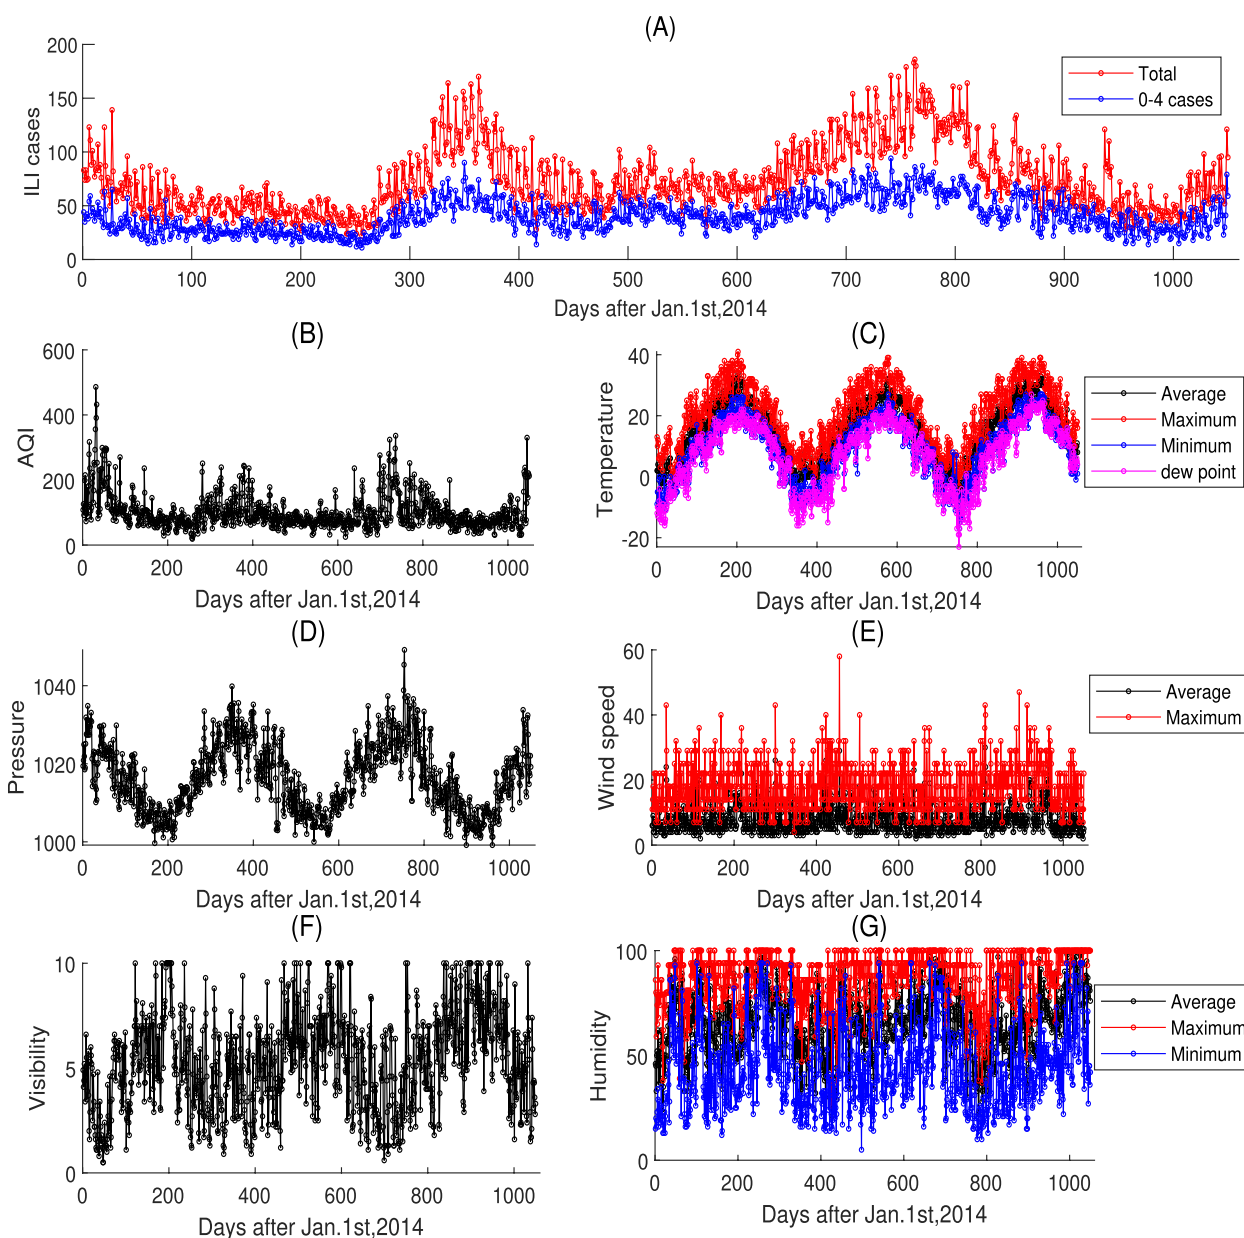 (A)
200
150
100
50
0
ILI cases
Total
0-4 cases
0 100 200 300 400 500 600 700 800 900 1000
Days after Jan.1st,2014
(B)
600
400
200
0
AQI
0 200 400 600 800 1000
Days after Jan.1st,2014
(C)
40
20
0
-20
Temperature
Average
Maximum
Minimum
dew point
0 200 400 600 800 1000
Days after Jan.1st,2014
(D)
1040
1020
1000
Pressure
0 200 400 600 800 1000
Days after Jan.1st,2014
(E)
60
40
20
0
Wind speed
Average
Maximum
0 200 400 600 800 1000
Days after Jan.1st,2014
(F)
10
5
0
Visibility
0 200 400 600 800 1000
Days after Jan.1st,2014
(G)
100
50
0
Humidity
Average
Maximum
Minimum
0 200 400 600 800 1000
Days after Jan.1st,2014